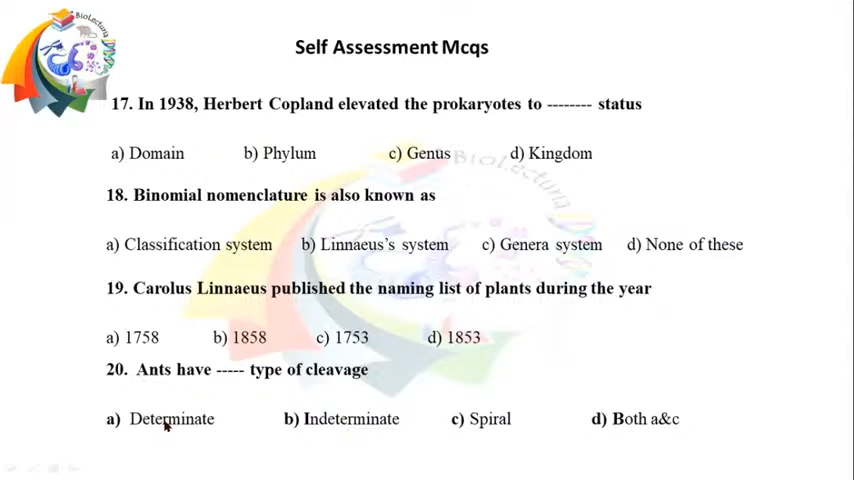 BioLecturia
Self Assessment Mcqs
17. In 1938, Herbert Copland elevated the prokaryotes to -------- status
a) Domain b) Phylum c) Genus d) Kingdom
BioLecturia
18. Binomial nomenclature is also known as
a) Classification system b) Linnaeus’s system c) Genera system d) None of these
19. Carolus Linnaeus published the naming list of plants during the year
a) 1758 b) 1858 c) 1753 d) 1853
20. Ants have ----- type of cleavage
a) Determinate b) Indeterminate c) Spiral d) Both a&c